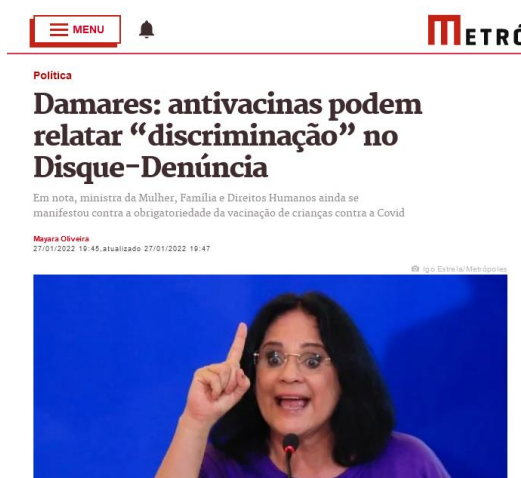 MENU
METRÓ
Política
Damares: antivacinas podem
relatar “discriminação” no
Disque-Denúncia
Em nota, ministra da Mulher, Família e Direitos Humanos ainda se
manifestou contra a obrigatoriedade da vacinação de crianças contra a Covid
Mayara Oliveira
27/01/2022 19:45,atualizado 27/01/2022 19:47
Igo Estrela/Metrópoles